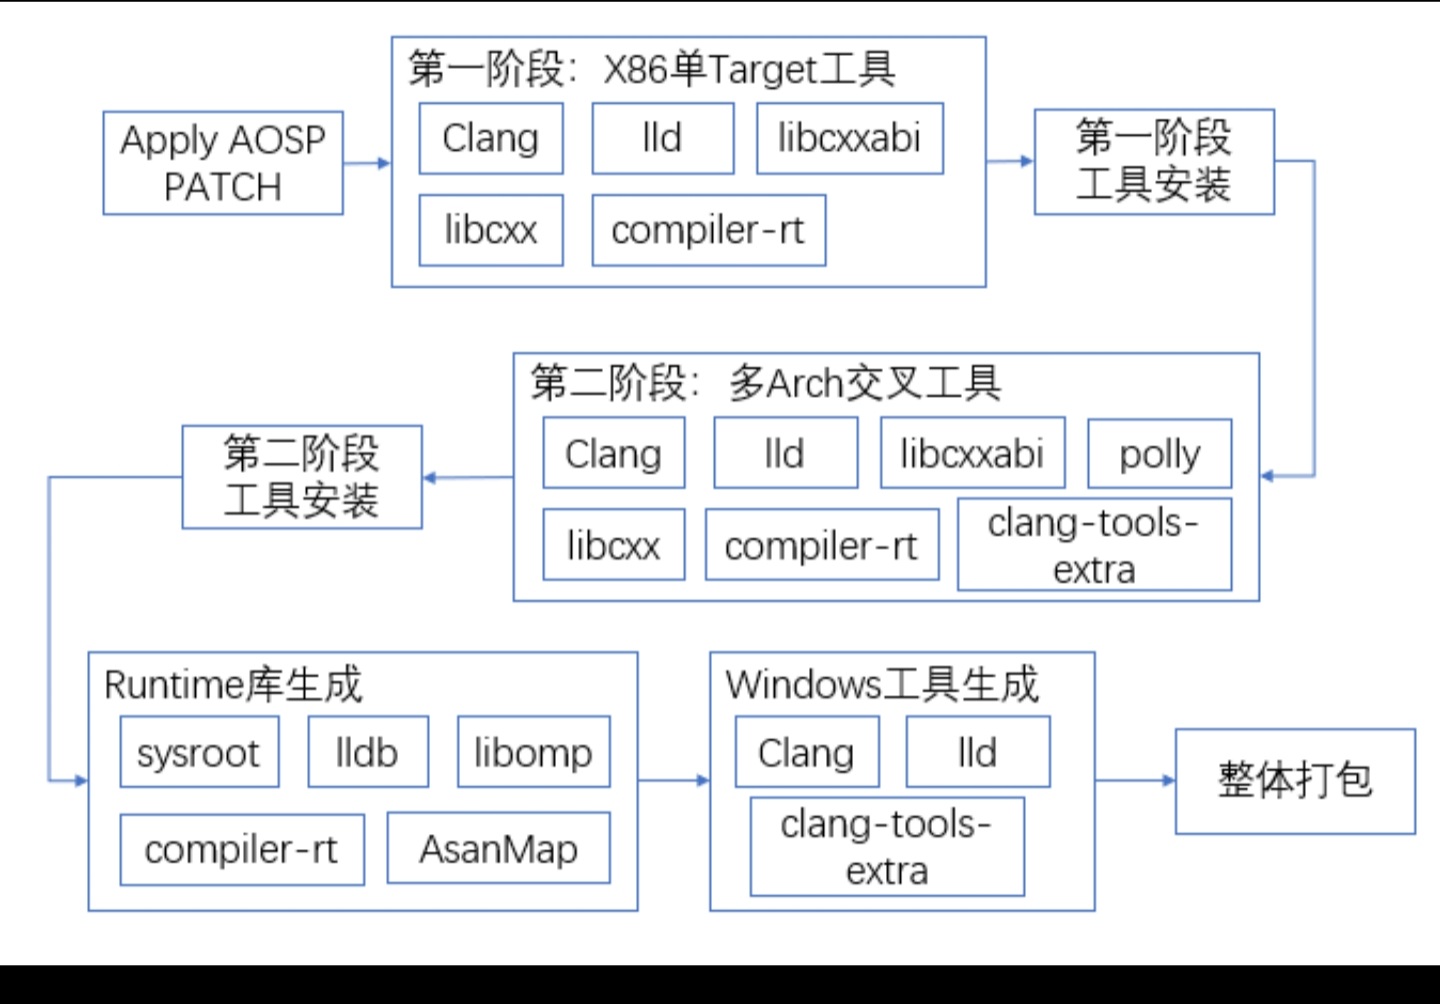 Apply AOSP
PATCH
第一阶段：X86单Target工具
Clang
lld
libcxxabi
libcxx
compiler-rt
第一阶段
工具安装
第二阶段：多Arch交叉工具
Clang
lld
libcxxabi
polly
libcxx
compiler-rt
clang-tools-
extra
第二阶段
工具安装
Runtime库生成
sysroot
lldb
libomp
compiler-rt
AsanMap
Windows工具生成
Clang
lld
clang-tools-
extra
整体打包